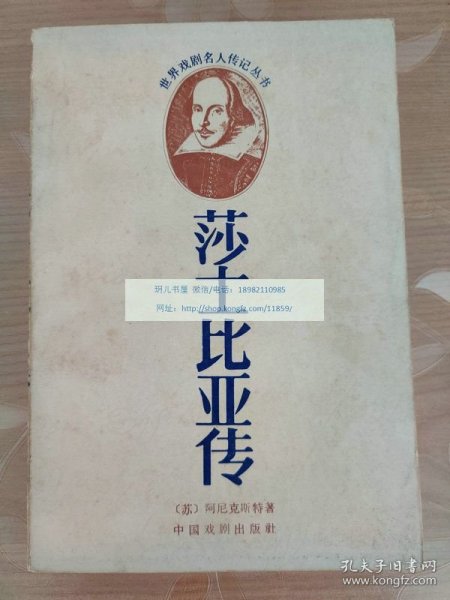 世界戏剧名人传记丛书
莎士比亚传
玥儿书屋 微信/电话：18982110985
网址：http://shop.kongfz.com/11859/
（苏）阿尼克斯特著
中国戏剧出版社
孔夫子旧书网
www.kongfz.com